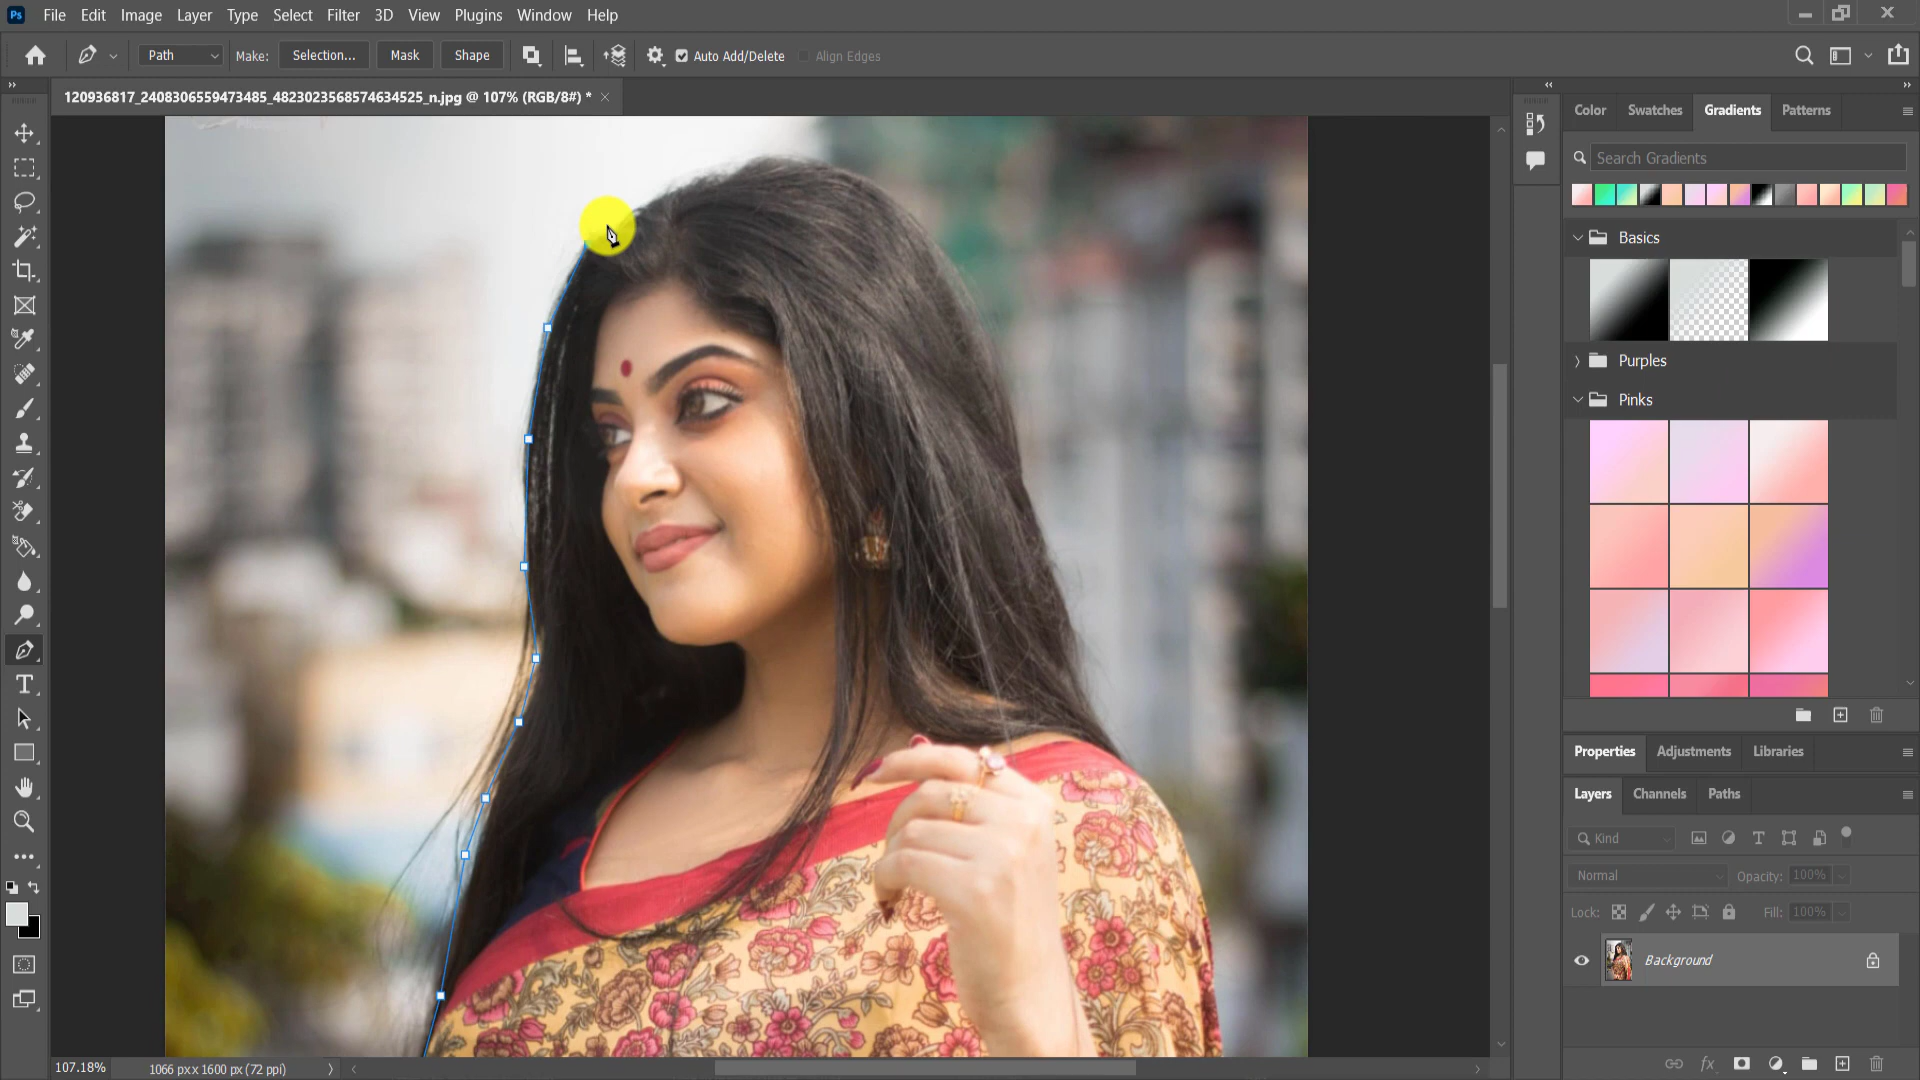 Ps File Edit Image Layer Type Select Filter 3D View Plugins Window Help
Path Make: Selection... Mask Shape Auto Add/Delete Align Edges
120936817_2408306559473485_4823023568574634525_n.jpg @ 107% (RGB/8#) *
Color Swatches Gradients Patterns
Search Gradients
Basics
Purples
Pinks
Properties Adjustments Libraries
Layers Channels Paths
Kind
Normal Opacity: 100%
Lock: Fill: 100%
Background
fx
107.18% 1066 px x 1600 px (72 ppi)